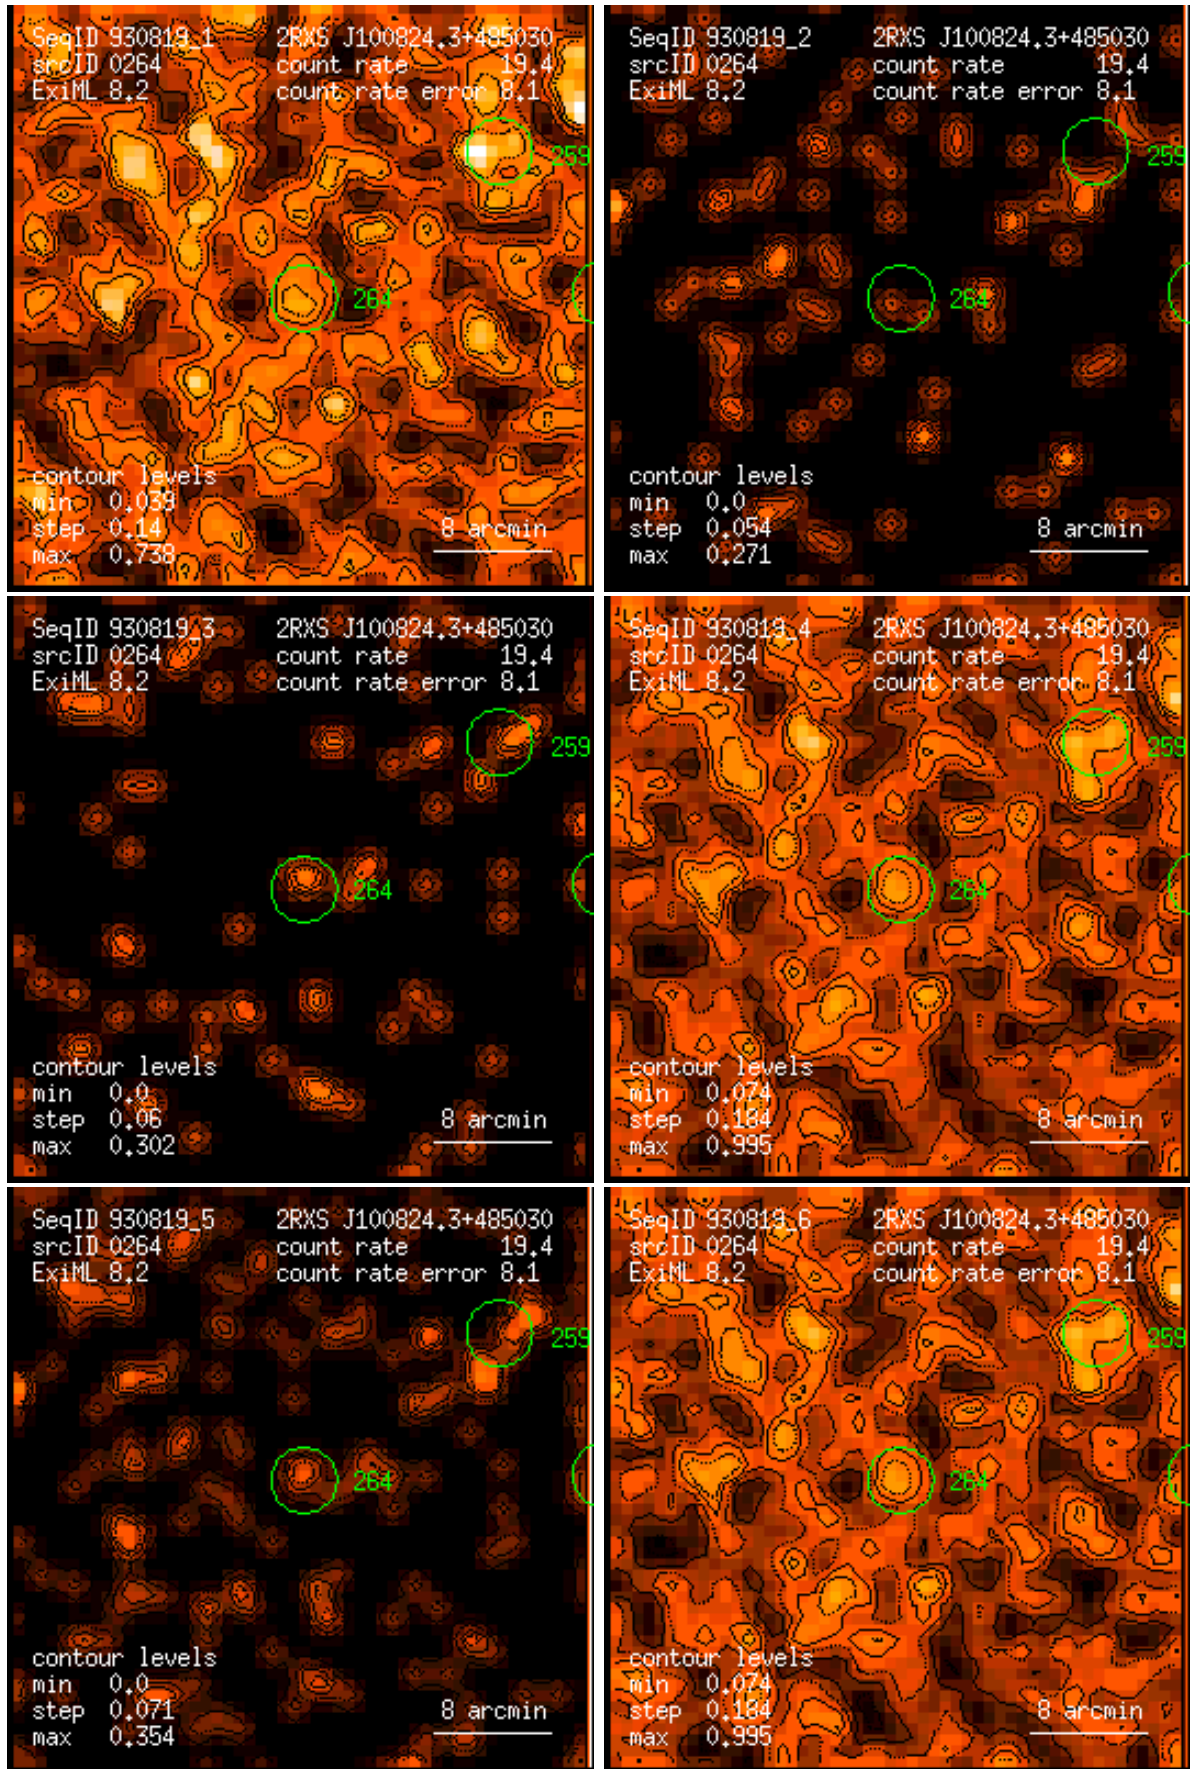 SeqID 930819_1 2RXS J100824.3+485030
srcID 0264 count rate 19.4
ExiML 8.2 count rate error 8.1
259
264
contour levels
min 0.039
step 0.14
max 0.738
8 arcmin
SeqID 930819_2 2RXS J100824.3+485030
srcID 0264 count rate 19.4
ExiML 8.2 count rate error 8.1
259
264
contour levels
min 0.0
step 0.054
max 0.271
8 arcmin
SeqID 930819_3 2RXS J100824.3+485030
srcID 0264 count rate 19.4
ExiML 8.2 count rate error 8.1
259
264
contour levels
min 0.0
step 0.06
max 0.302
8 arcmin
SeqID 930819_4 2RXS J100824.3+485030
srcID 0264 count rate 19.4
ExiML 8.2 count rate error 8.1
259
264
contour levels
min 0.074
step 0.184
max 0.995
8 arcmin
SeqID 930819_5 2RXS J100824.3+485030
srcID 0264 count rate 19.4
ExiML 8.2 count rate error 8.1
259
264
contour levels
min 0.0
step 0.071
max 0.354
8 arcmin
SeqID 930819_6 2RXS J100824.3+485030
srcID 0264 count rate 19.4
ExiML 8.2 count rate error 8.1
259
264
contour levels
min 0.074
step 0.184
max 0.995
8 arcmin